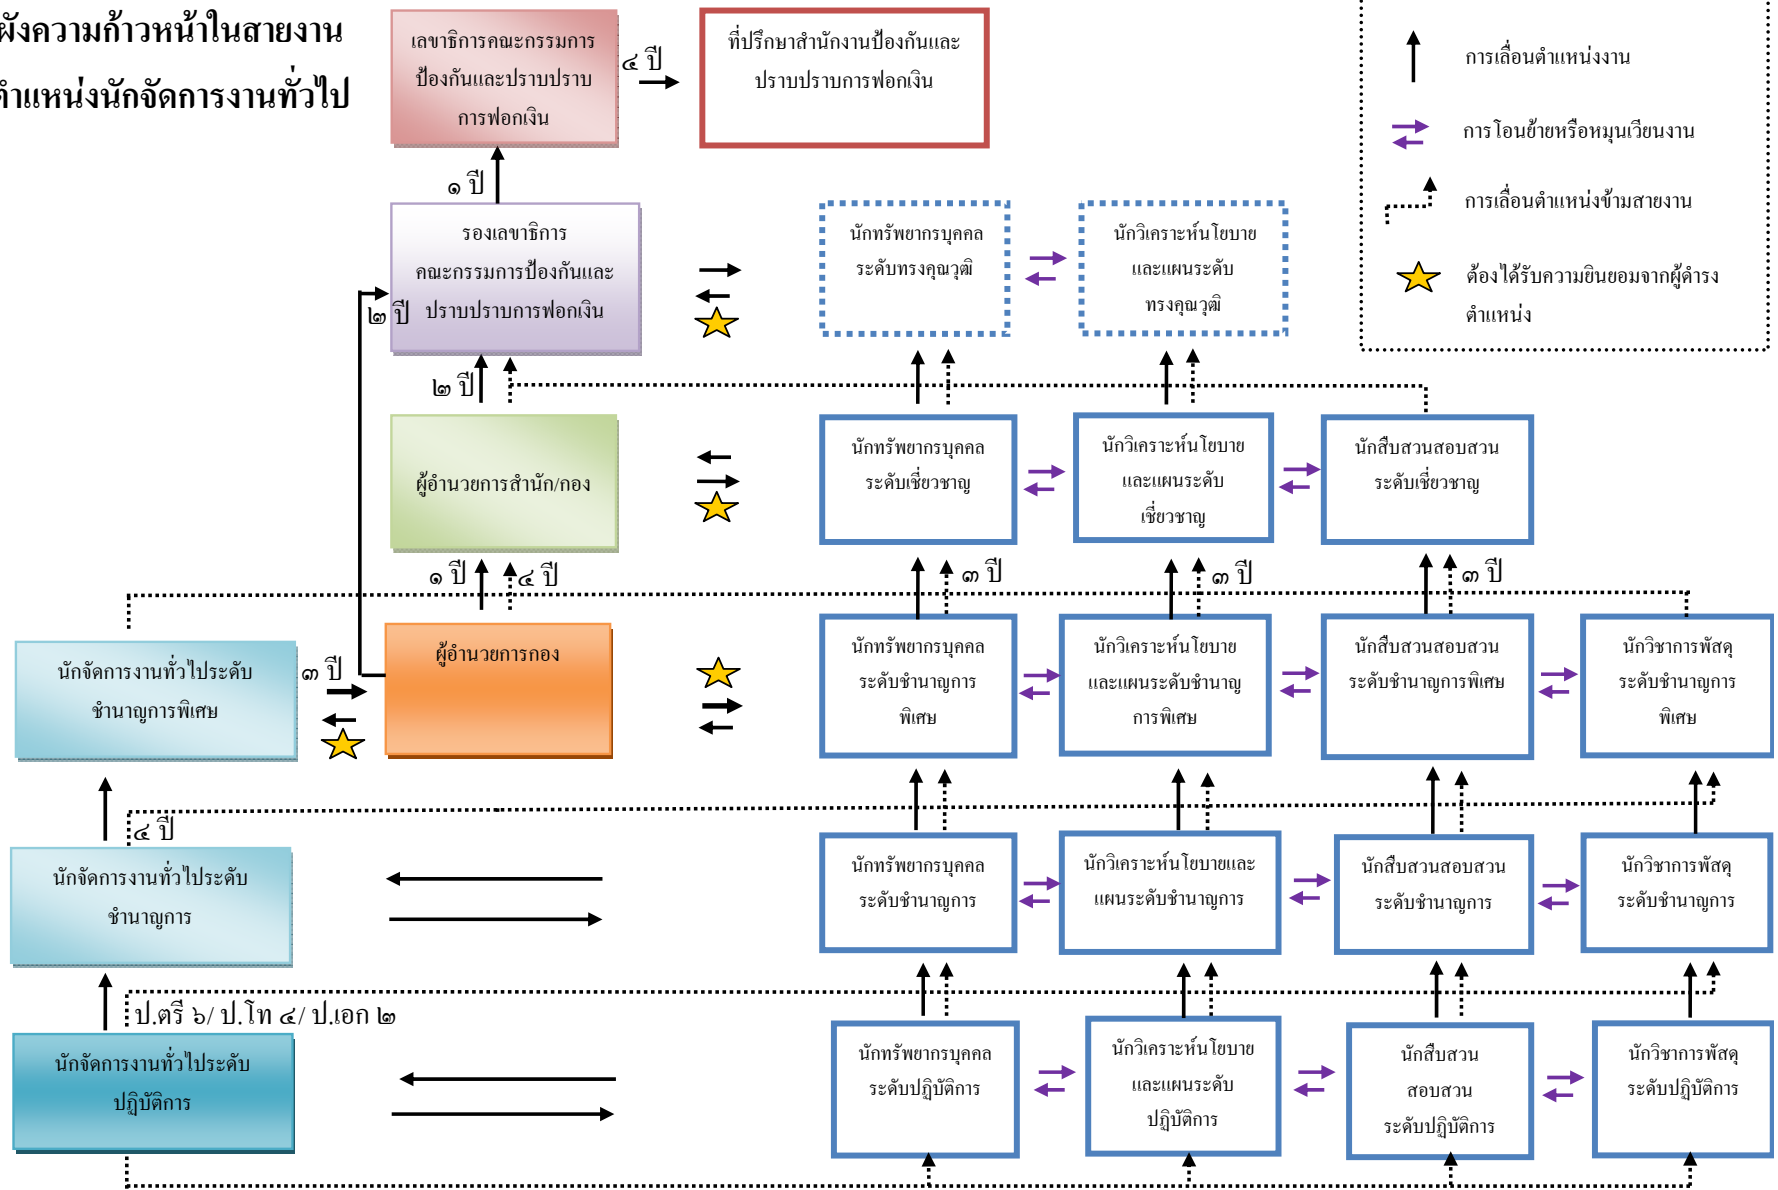 ผังความก้าวหน้าในสายงาน
ตำแหน่งนักจัดการงานทั่วไป
เลขาธิการคณะกรรมการ
ป้องกันและปราบปราบ
การฟอกเงิน
๔ ปี
ที่ปรึกษาสำนักงานป้องกันและ
ปราบปราบการฟอกเงิน
การเลื่อนตำแหน่งงาน
การโอนย้ายหรือหมุนเวียนงาน
การเลื่อนตำแหน่งข้ามสายงาน
ต้องได้รับความยินยอมจากผู้ดำรง
ตำแหน่ง
๑ ปี
รองเลขาธิการ
คณะกรรมการป้องกันและ
ปราบปราบการฟอกเงิน
๒ ปี
นักทรัพยากรบุคคล
ระดับทรงคุณวุฒิ
นักวิเคราะห์นโยบาย
และแผนระดับ
ทรงคุณวุฒิ
๒ ปี
ผู้อำนวยการสำนัก/กอง
นักทรัพยากรบุคคล
ระดับเชี่ยวชาญ
นักวิเคราะห์นโยบาย
และแผนระดับ
เชี่ยวชาญ
นักสืบสวนสอบสวน
ระดับเชี่ยวชาญ
๑ ปี
๔ ปี
๓ ปี
๓ ปี
๓ ปี
นักจัดการงานทั่วไประดับ
ชำนาญการพิเศษ
๓ ปี
ผู้อำนวยการกอง
นักทรัพยากรบุคคล
ระดับชำนาญการ
พิเศษ
นักวิเคราะห์นโยบาย
และแผนระดับชำนาญ
การพิเศษ
นักสืบสวนสอบสวน
ระดับชำนาญการพิเศษ
นักวิชาการพัสดุ
ระดับชำนาญการ
พิเศษ
๔ ปี
นักจัดการงานทั่วไประดับ
ชำนาญการ
นักทรัพยากรบุคคล
ระดับชำนาญการ
นักวิเคราะห์นโยบายและ
แผนระดับชำนาญการ
นักสืบสวนสอบสวน
ระดับชำนาญการ
นักวิชาการพัสดุ
ระดับชำนาญการ
ป.ตรี ๖/ ป.โท ๔/ ป.เอก ๒
นักจัดการงานทั่วไประดับ
ปฏิบัติการ
นักทรัพยากรบุคคล
ระดับปฏิบัติการ
นักวิเคราะห์นโยบาย
และแผนระดับ
ปฏิบัติการ
นักสืบสวน
สอบสวน
ระดับปฏิบัติการ
นักวิชาการพัสดุ
ระดับปฏิบัติการ